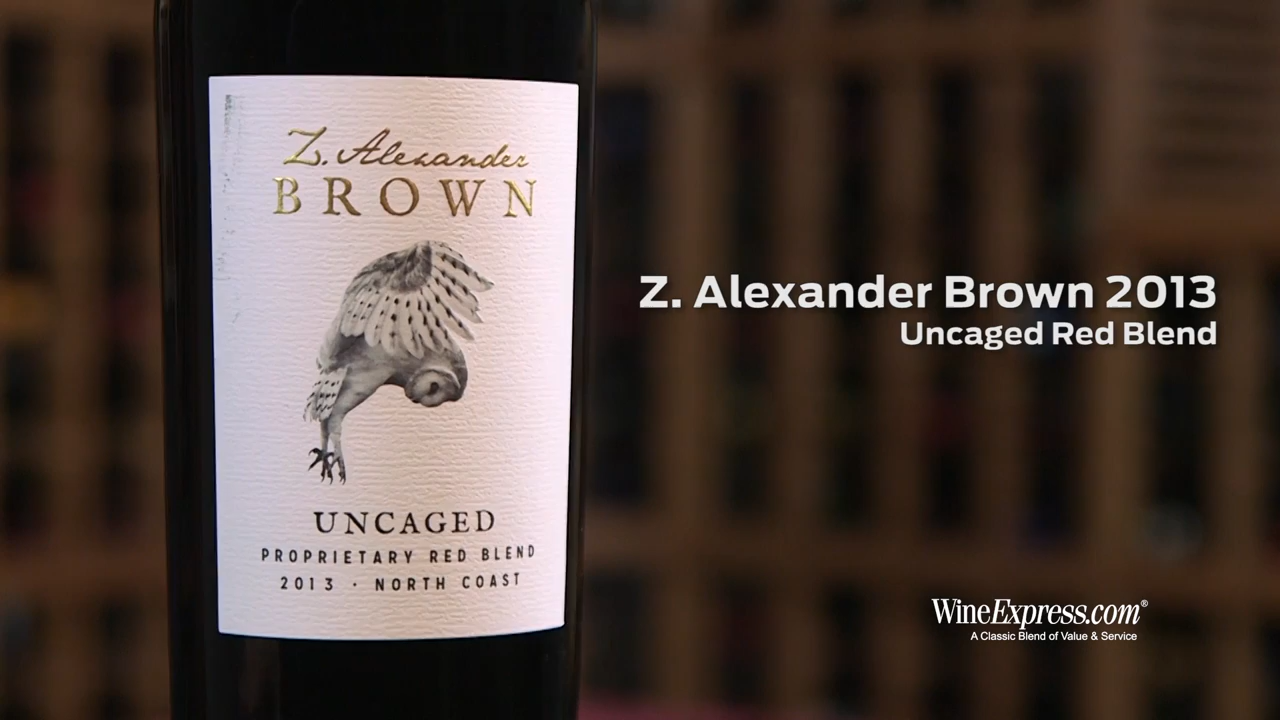 Z. Alexander
BROWN
UNCAGED
PROPRIETARY RED BLEND
2013 · NORTH COAST
Z. Alexander Brown 2013
Uncaged Red Blend
WineExpress.com®
A Classic Blend of Value & Service